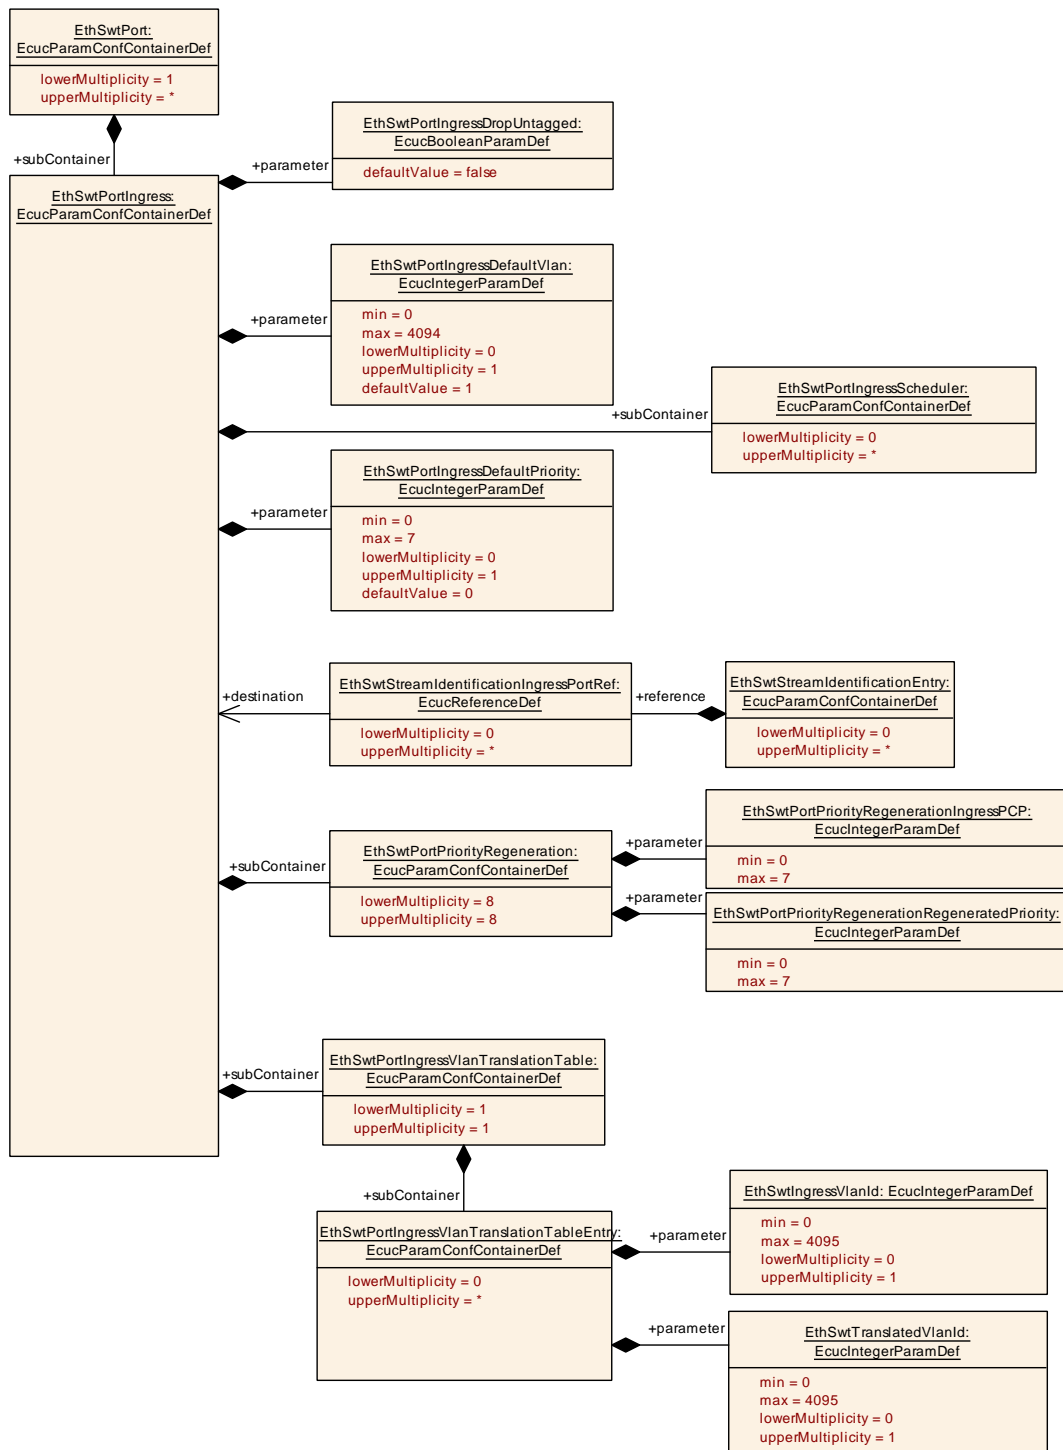 EthSwtPort:
EcucParamConfContainerDef
lowerMultiplicity = 1
upperMultiplicity = *
+subContainer
EthSwtPortIngress:
EcucParamConfContainerDef
+parameter
EthSwtPortIngressDropUntagged:
EcucBooleanParamDef
defaultValue = false
+parameter
EthSwtPortIngressDefaultVlan:
EcucIntegerParamDef
min = 0
max = 4094
lowerMultiplicity = 0
upperMultiplicity = 1
defaultValue = 1
+subContainer
EthSwtPortIngressScheduler:
EcucParamConfContainerDef
lowerMultiplicity = 0
upperMultiplicity = *
+parameter
EthSwtPortIngressDefaultPriority:
EcucIntegerParamDef
min = 0
max = 7
lowerMultiplicity = 0
upperMultiplicity = 1
defaultValue = 0
+destination
EthSwtStreamIdentificationIngressPortRef:
EcucReferenceDef
lowerMultiplicity = 0
upperMultiplicity = *
+reference
EthSwtStreamIdentificationEntry:
EcucParamConfContainerDef
lowerMultiplicity = 0
upperMultiplicity = *
+subContainer
EthSwtPortPriorityRegeneration:
EcucParamConfContainerDef
lowerMultiplicity = 8
upperMultiplicity = 8
+parameter
EthSwtPortPriorityRegenerationIngressPCP:
EcucIntegerParamDef
min = 0
max = 7
+parameter
EthSwtPortPriorityRegenerationRegeneratedPriority:
EcucIntegerParamDef
min = 0
max = 7
+subContainer
EthSwtPortIngressVlanTranslationTable:
EcucParamConfContainerDef
lowerMultiplicity = 1
upperMultiplicity = 1
+subContainer
EthSwtPortIngressVlanTranslationTableEntry:
EcucParamConfContainerDef
lowerMultiplicity = 0
upperMultiplicity = *
+parameter
EthSwtIngressVlanId: EcucIntegerParamDef
min = 0
max = 4095
lowerMultiplicity = 0
upperMultiplicity = 1
+parameter
EthSwtTranslatedVlanId:
EcucIntegerParamDef
min = 0
max = 4095
lowerMultiplicity = 0
upperMultiplicity = 1